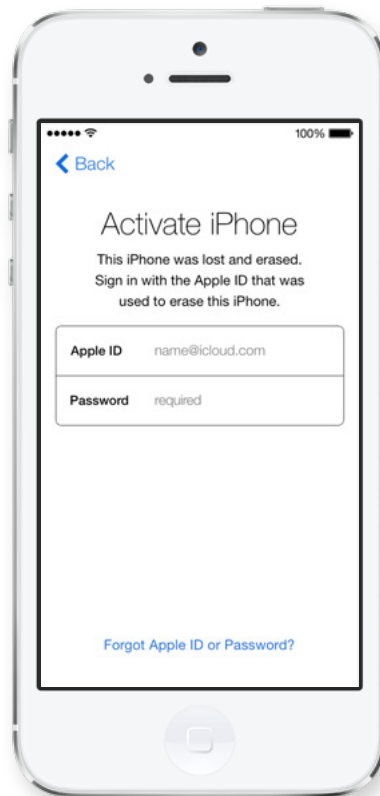 100%
Back
Activate iPhone
This iPhone was lost and erased.
Sign in with the Apple ID that was
used to erase this iPhone.
Apple ID name@icloud.com
Password required
Forgot Apple ID or Password?